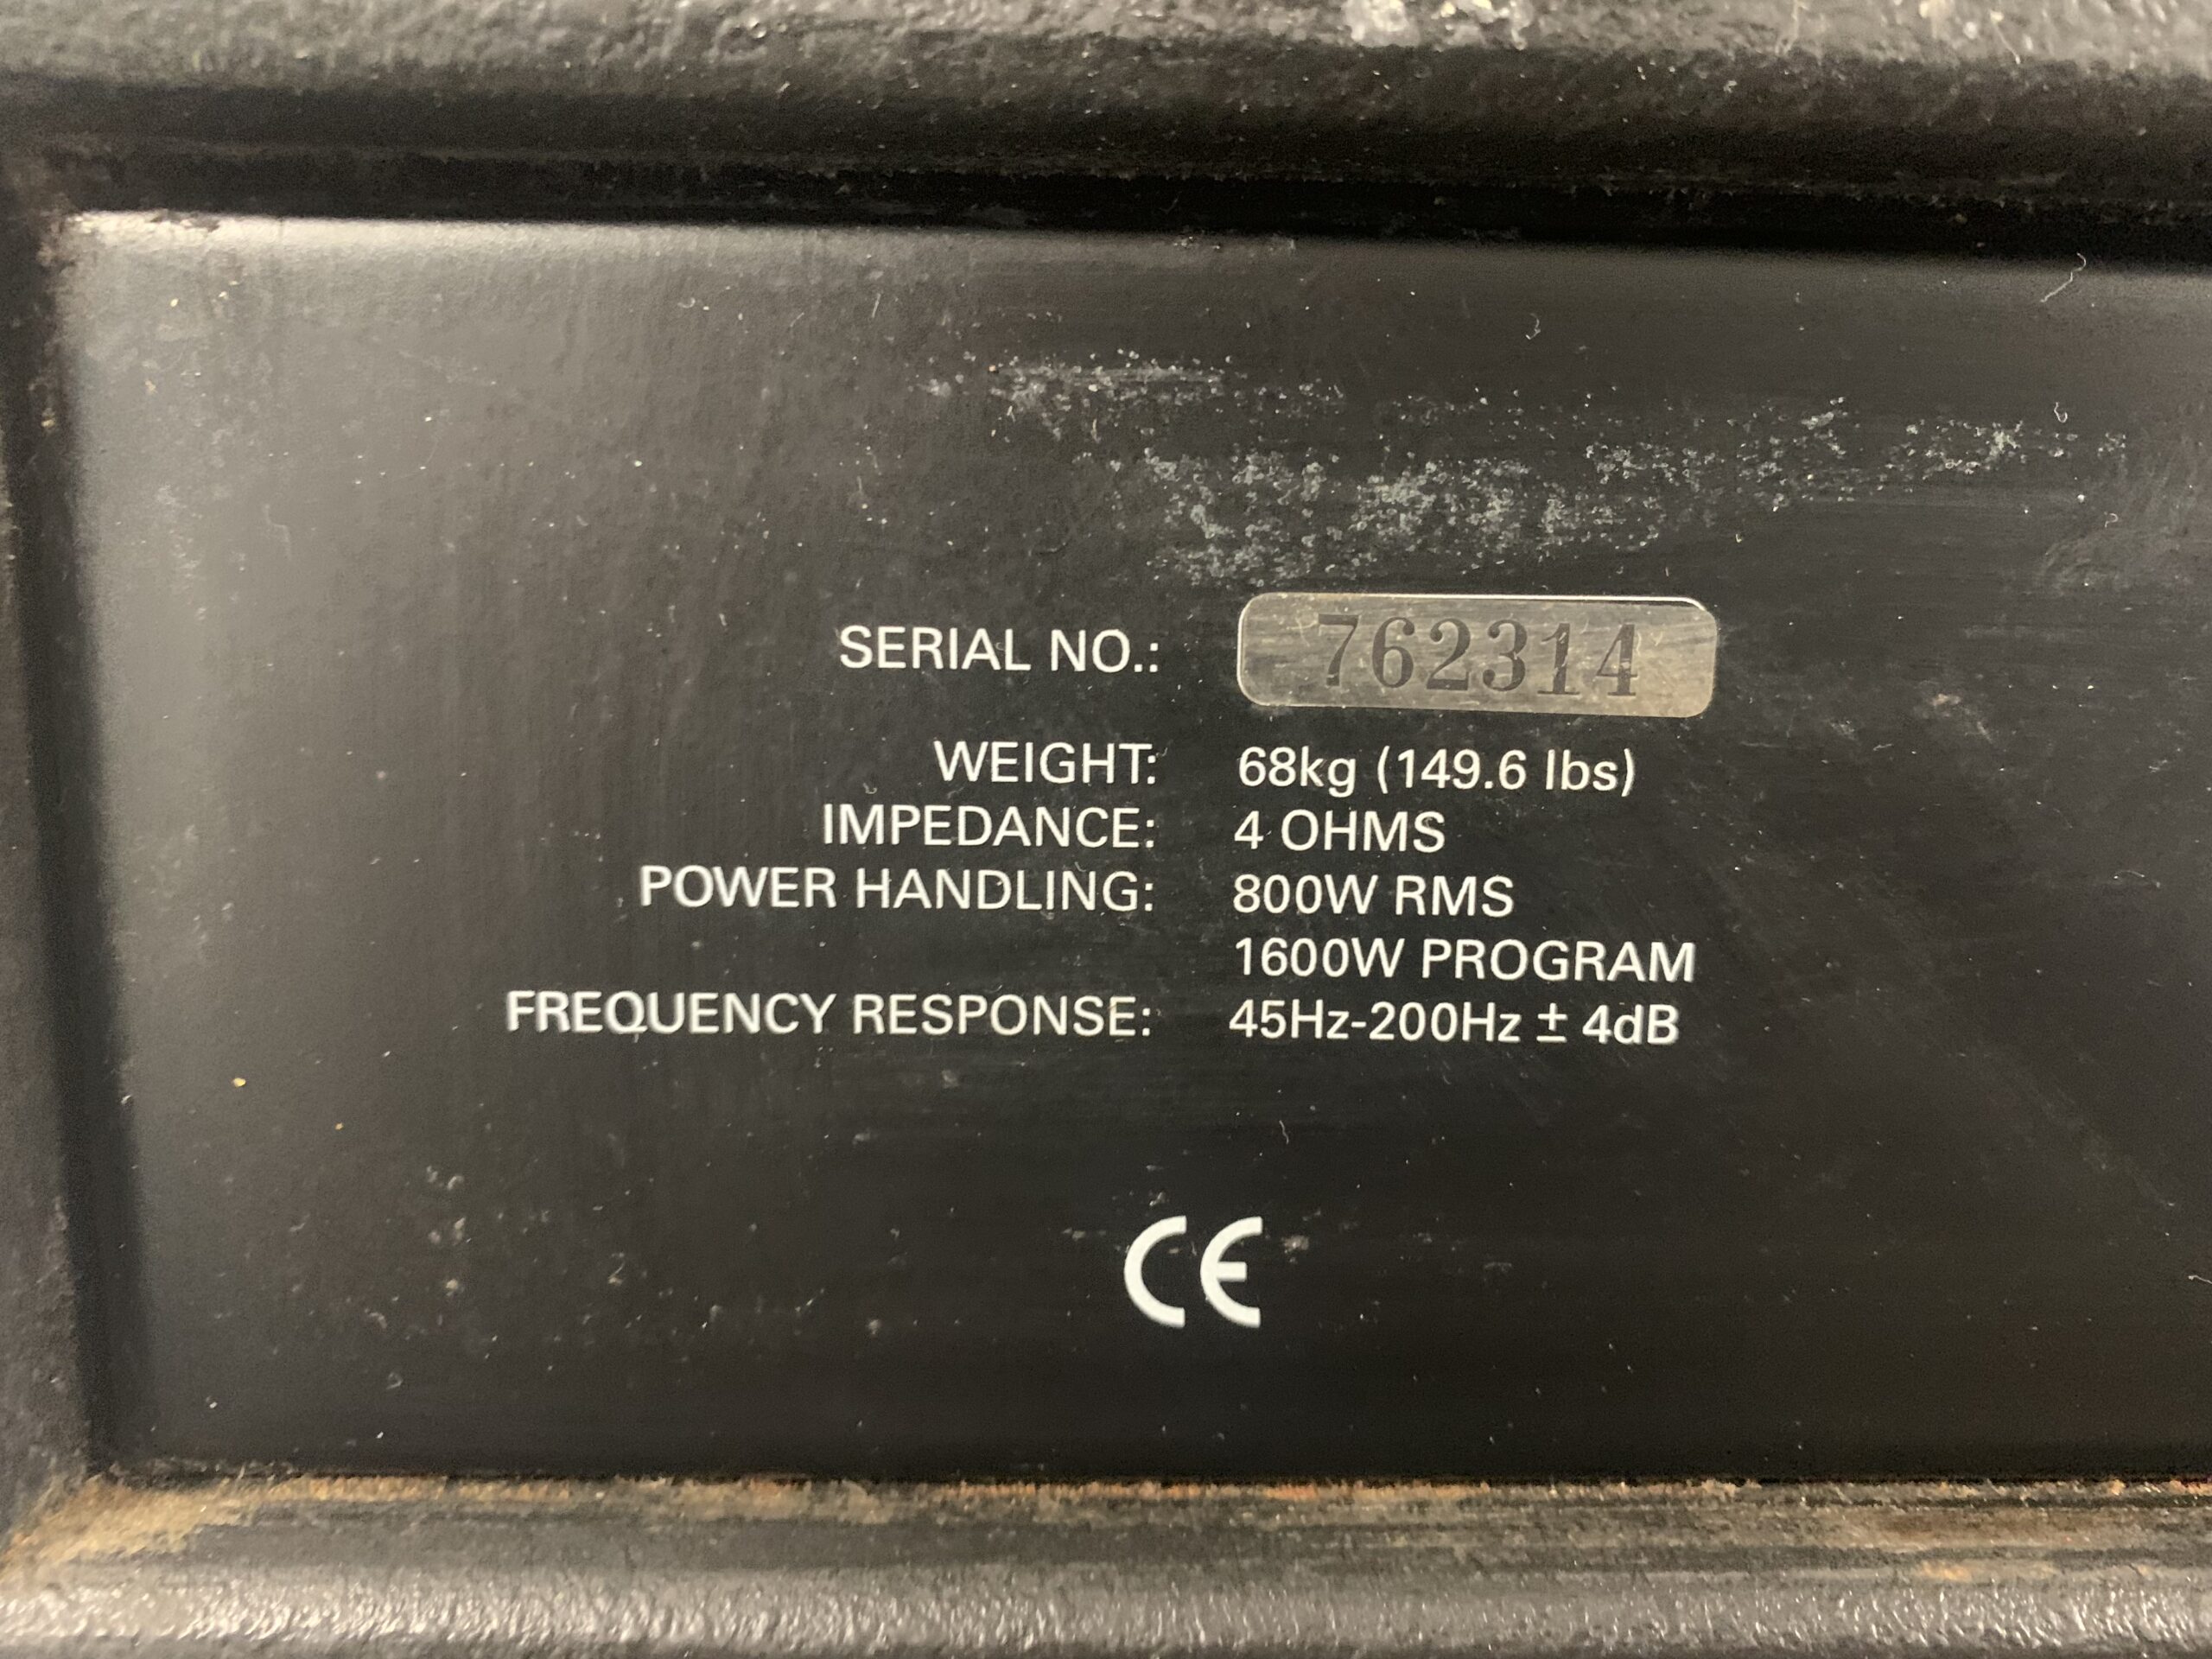 SERIAL NO.: 762314
WEIGHT: 68kg (149.6 lbs)
IMPEDANCE: 4 OHMS
POWER HANDLING: 800W RMS
1600W PROGRAM
FREQUENCY RESPONSE: 45Hz-200Hz ± 4dB
CE